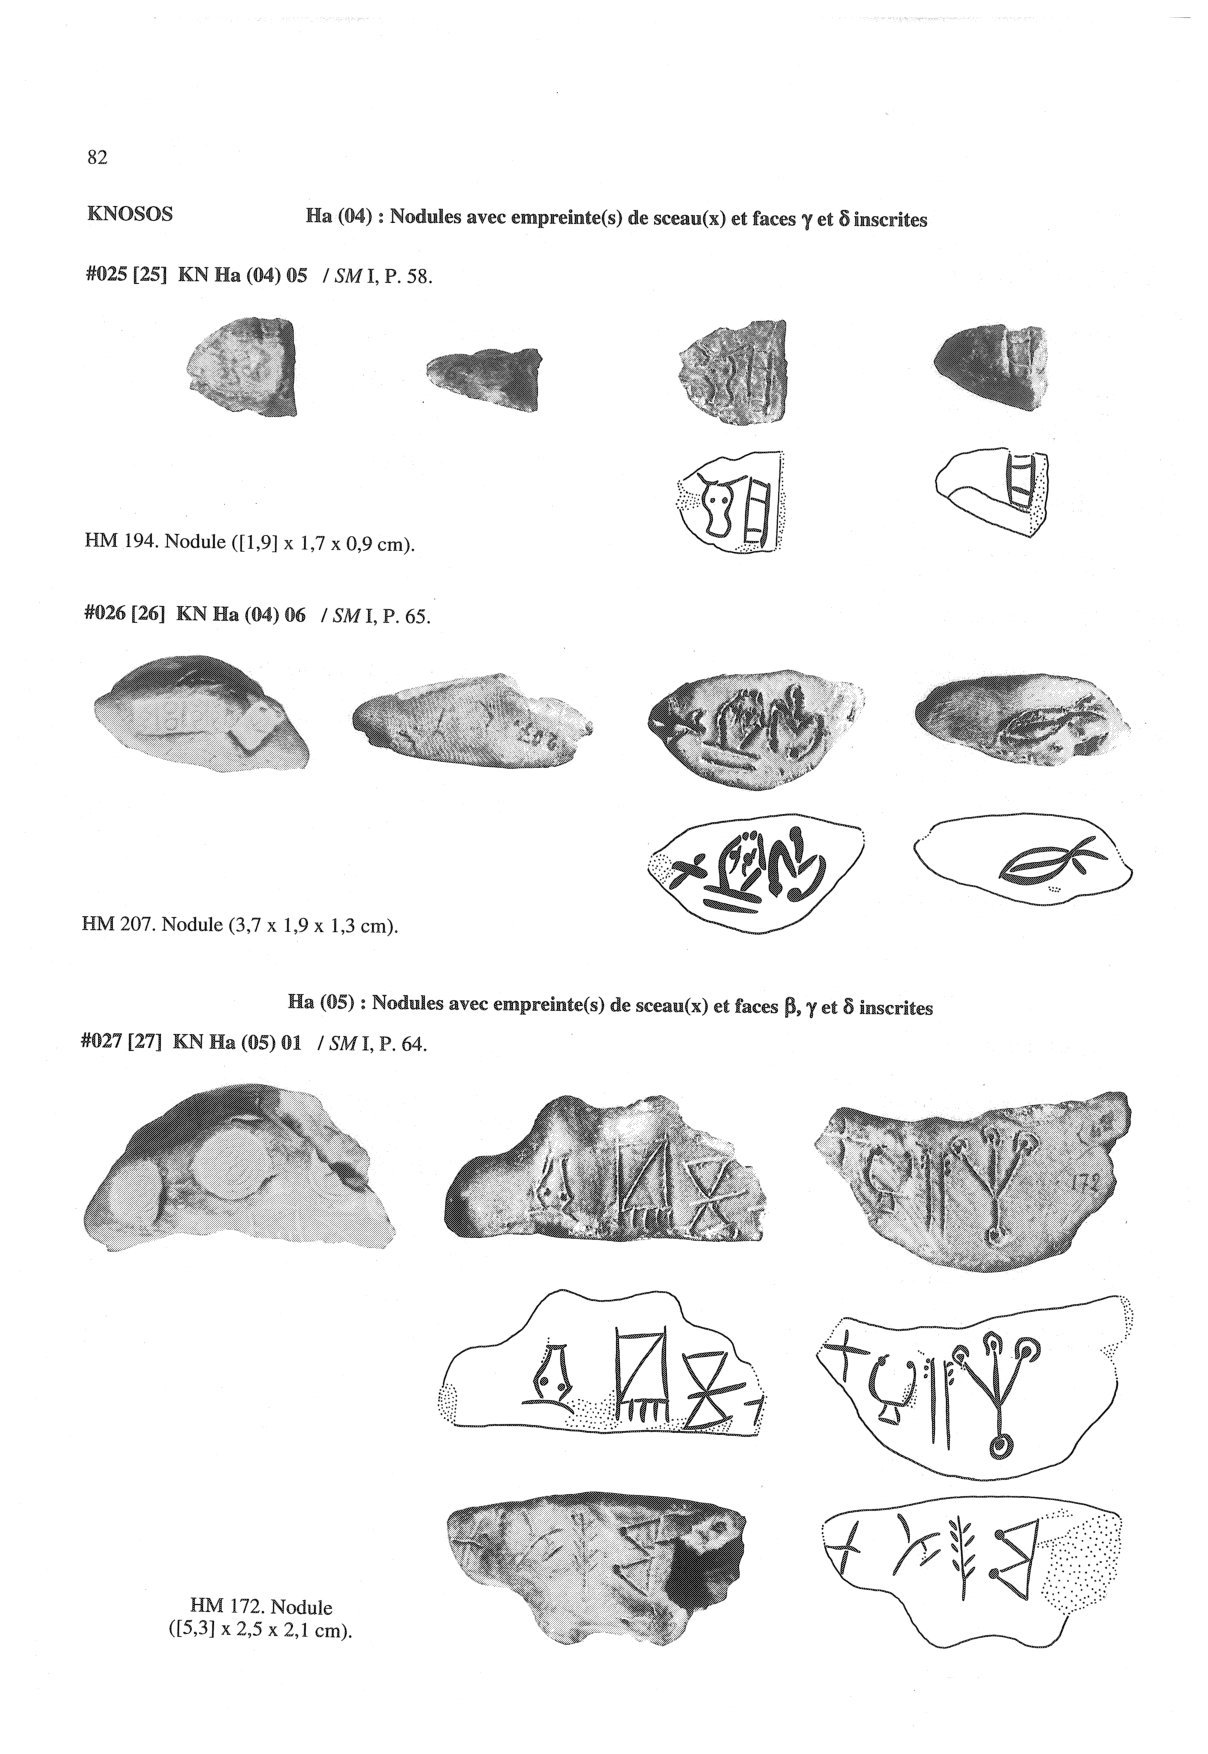 82
KNOSOS Ha (04) : Nodules avec empreinte(s) de sceau(x) et faces γ et δ inscrites
#025 [25] KN Ha (04) 05 / SM I, P. 58.
HM 194. Nodule ([1,9] x 1,7 x 0,9 cm).
#026 [26] KN Ha (04) 06 / SM I, P. 65.
207
HM 207. Nodule (3,7 x 1,9 x 1,3 cm).
Ha (05) : Nodules avec empreinte(s) de sceau(x) et faces β, γ et δ inscrites
#027 [27] KN Ha (05) 01 / SM I, P. 64.
172
HM 172. Nodule
([5,3] x 2,5 x 2,1 cm).